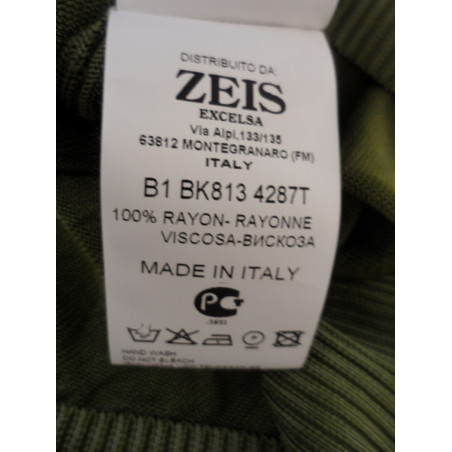 DISTRIBUITO DA:
ZEIS
EXCELSA
Via Alpi,133/135
63812 MONTEGRANARO (FM)
ITALY
B1 BK813 4287T
100% RAYON- RAYONNE
VISCOSA-ВИСКОЗА
MADE IN ITALY
PG
P
HAND WASH
DO NOT BLEACH